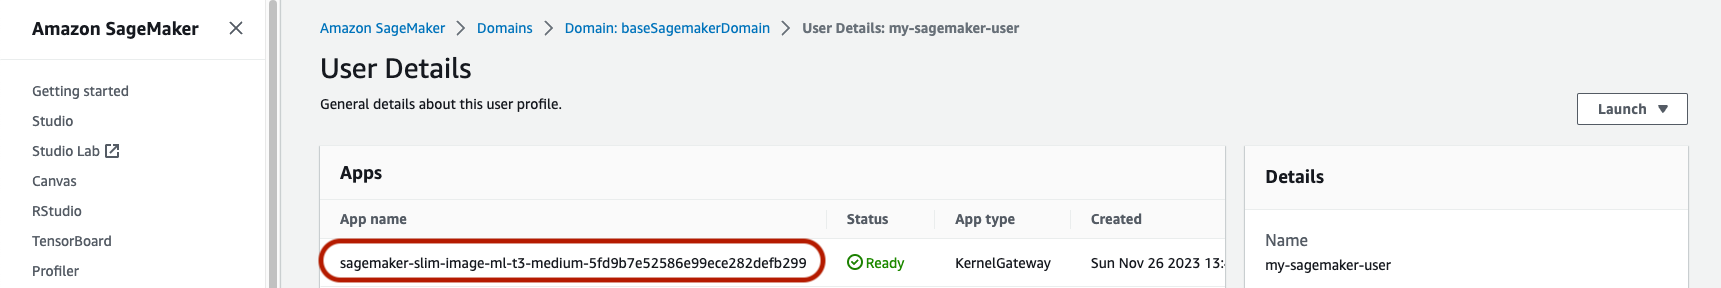 Amazon SageMaker
Getting started
Studio
Studio Lab
Canvas
RStudio
TensorBoard
Profiler
Amazon SageMaker > Domains > Domain: baseSagemakerDomain > User Details: my-sagemaker-user
User Details
General details about this user profile.
Launch
Apps
App name Status App type Created
sagemaker-slim-image-ml-t3-medium-5fd9b7e52586e99ece282defb299 Ready KernelGateway Sun Nov 26 2023 13:
Details
Name
my-sagemaker-user